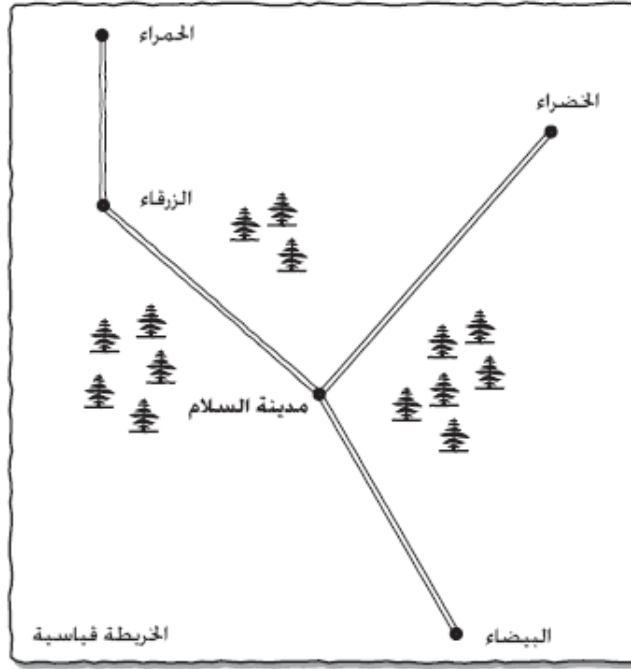 الحمراء
الخضراء
الزرقاء
مدينة السلام
البيضاء
الخريطة قياسية